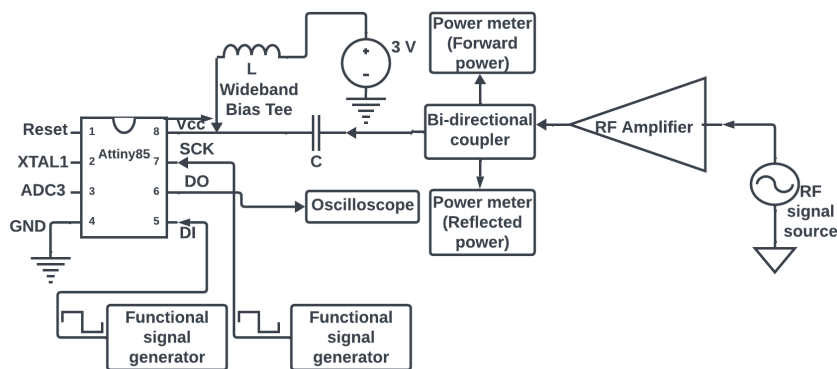 Power meter
(Forward
power)
3 V
L
Wideband
Bias Tee
Vcc
Bi-directional
coupler
RF Amplifier
Reset
1
8
Attiny85
C
XTAL1
2
7
SCK
ADC3
3
6
DO
Oscilloscope
Power meter
(Reflected
power)
RF
signal
source
GND
4
5
DI
Functional
signal
generator
Functional
signal
generator